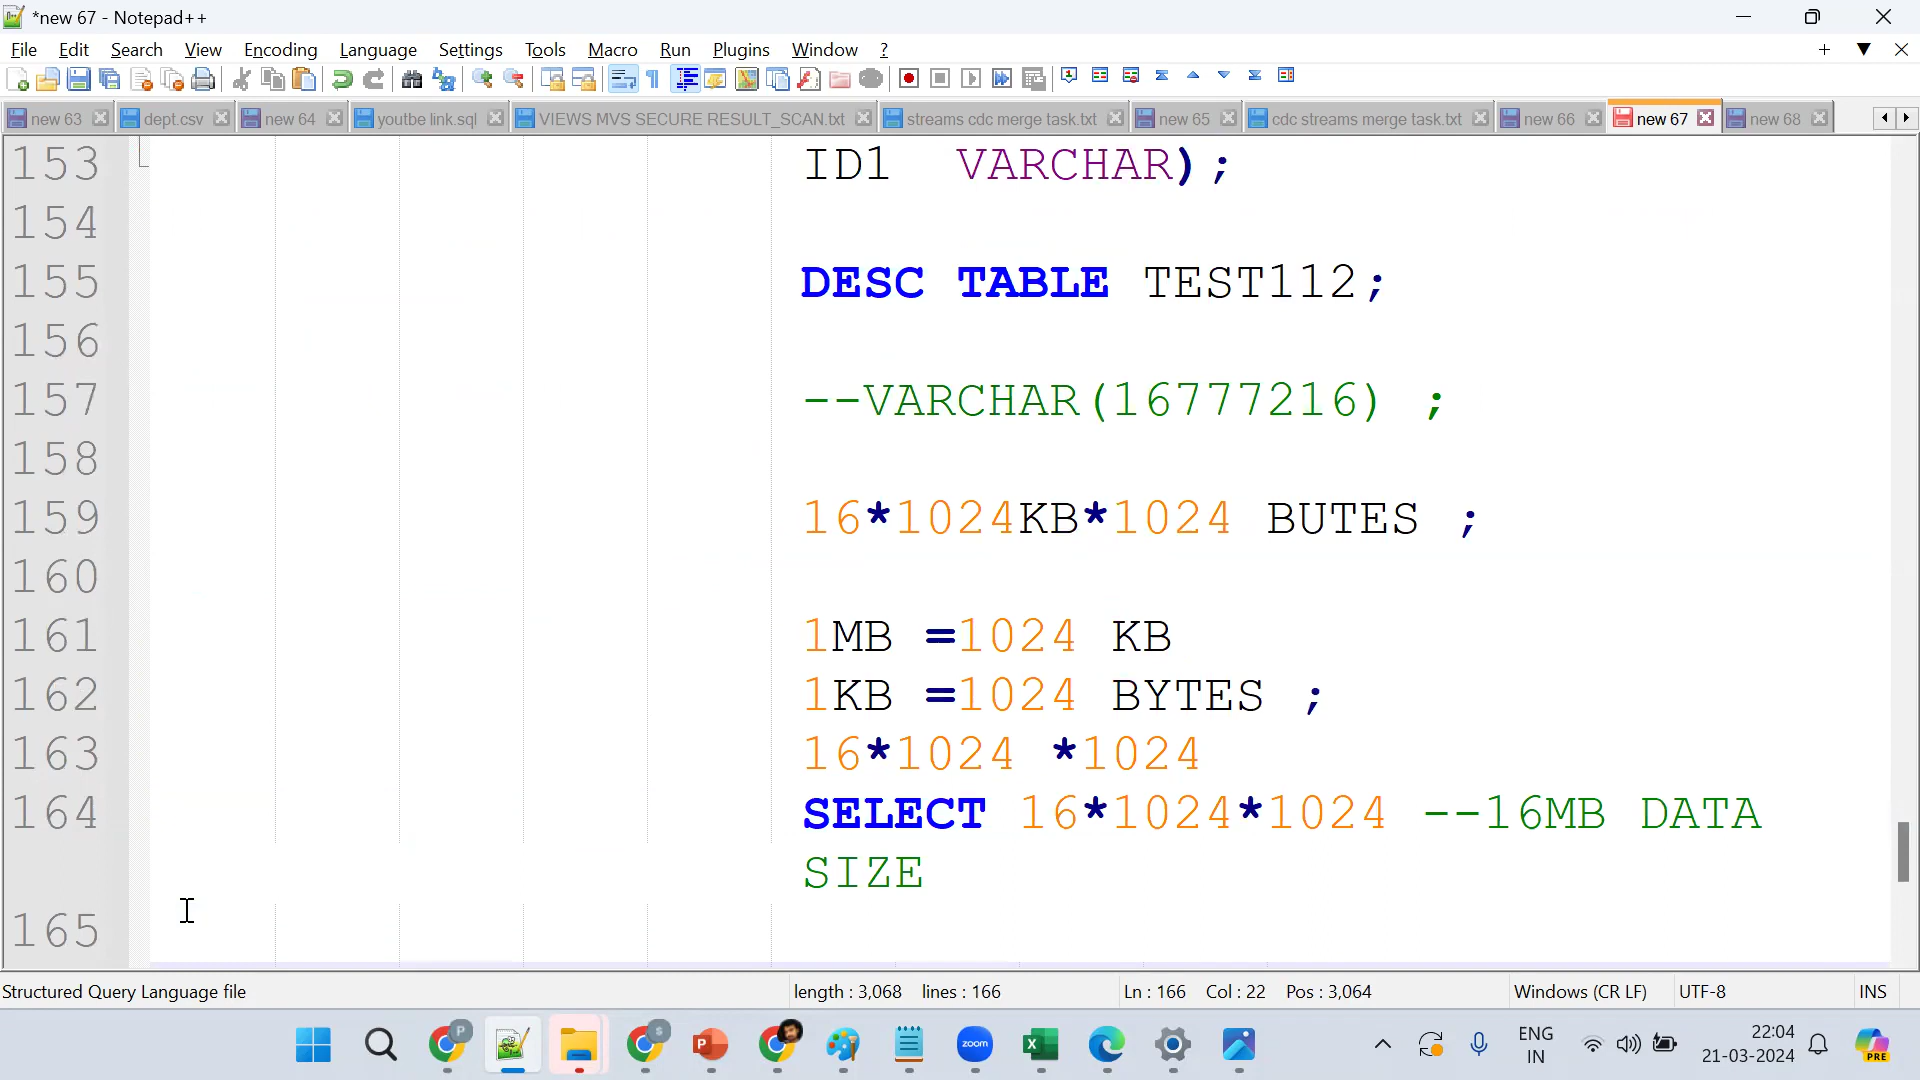 *new 67 - Notepad++
File Edit Search View Encoding Language Settings Tools Macro Run Plugins Window ?
new 63 dept.csv new 64 youtbe link.sql VIEWS MVS SECURE RESULT_SCAN.txt streams cdc merge task.txt new 65 cdc streams merge task.txt new 66 new 67 new 68
153 ID1 VARCHAR);
154
155 DESC TABLE TEST112;
156
157 --VARCHAR(16777216) ;
158
159 16*1024KB*1024 BUTES ;
160
161 1MB =1024 KB
162 1KB =1024 BYTES ;
163 16*1024 *1024
164 SELECT 16*1024*1024 --16MB DATA
SIZE
165
Structured Query Language file length : 3,068 lines : 166 Ln : 166 Col : 22 Pos : 3,064 Windows (CR LF) UTF-8 INS
P S zoom ENG 22:04
IN 21-03-2024 PRE